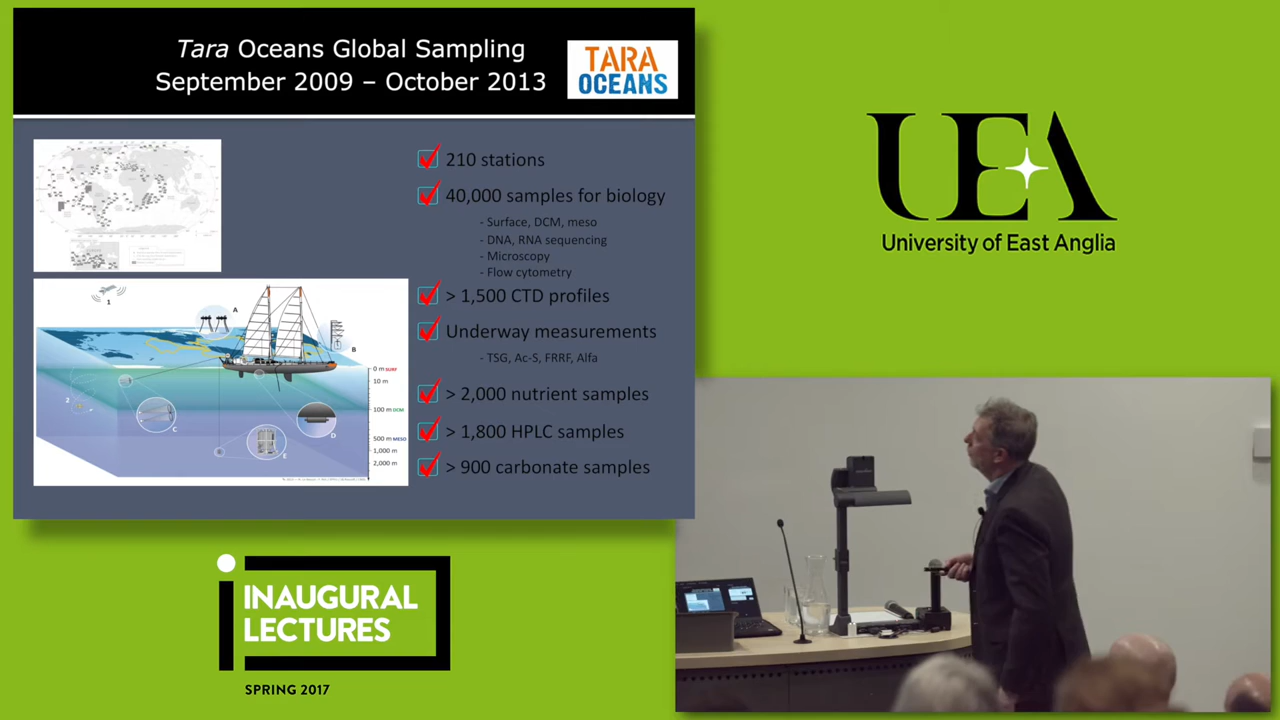 Tara Oceans Global Sampling
September 2009 – October 2013
TARA
OCEANS
210 stations
40,000 samples for biology
- Surface, DCM, meso
- DNA, RNA sequencing
- Microscopy
- Flow cytometry
> 1,500 CTD profiles
Underway measurements
- TSG, Ac-S, FRRF, Alfa
> 2,000 nutrient samples
> 1,800 HPLC samples
> 900 carbonate samples
1
A
B
2
C
D
E
0 m SURF
10 m
100 m DCM
500 m MESO
1,000 m
2,000 m
UEA
University of East Anglia
INAUGURAL
LECTURES
SPRING 2017